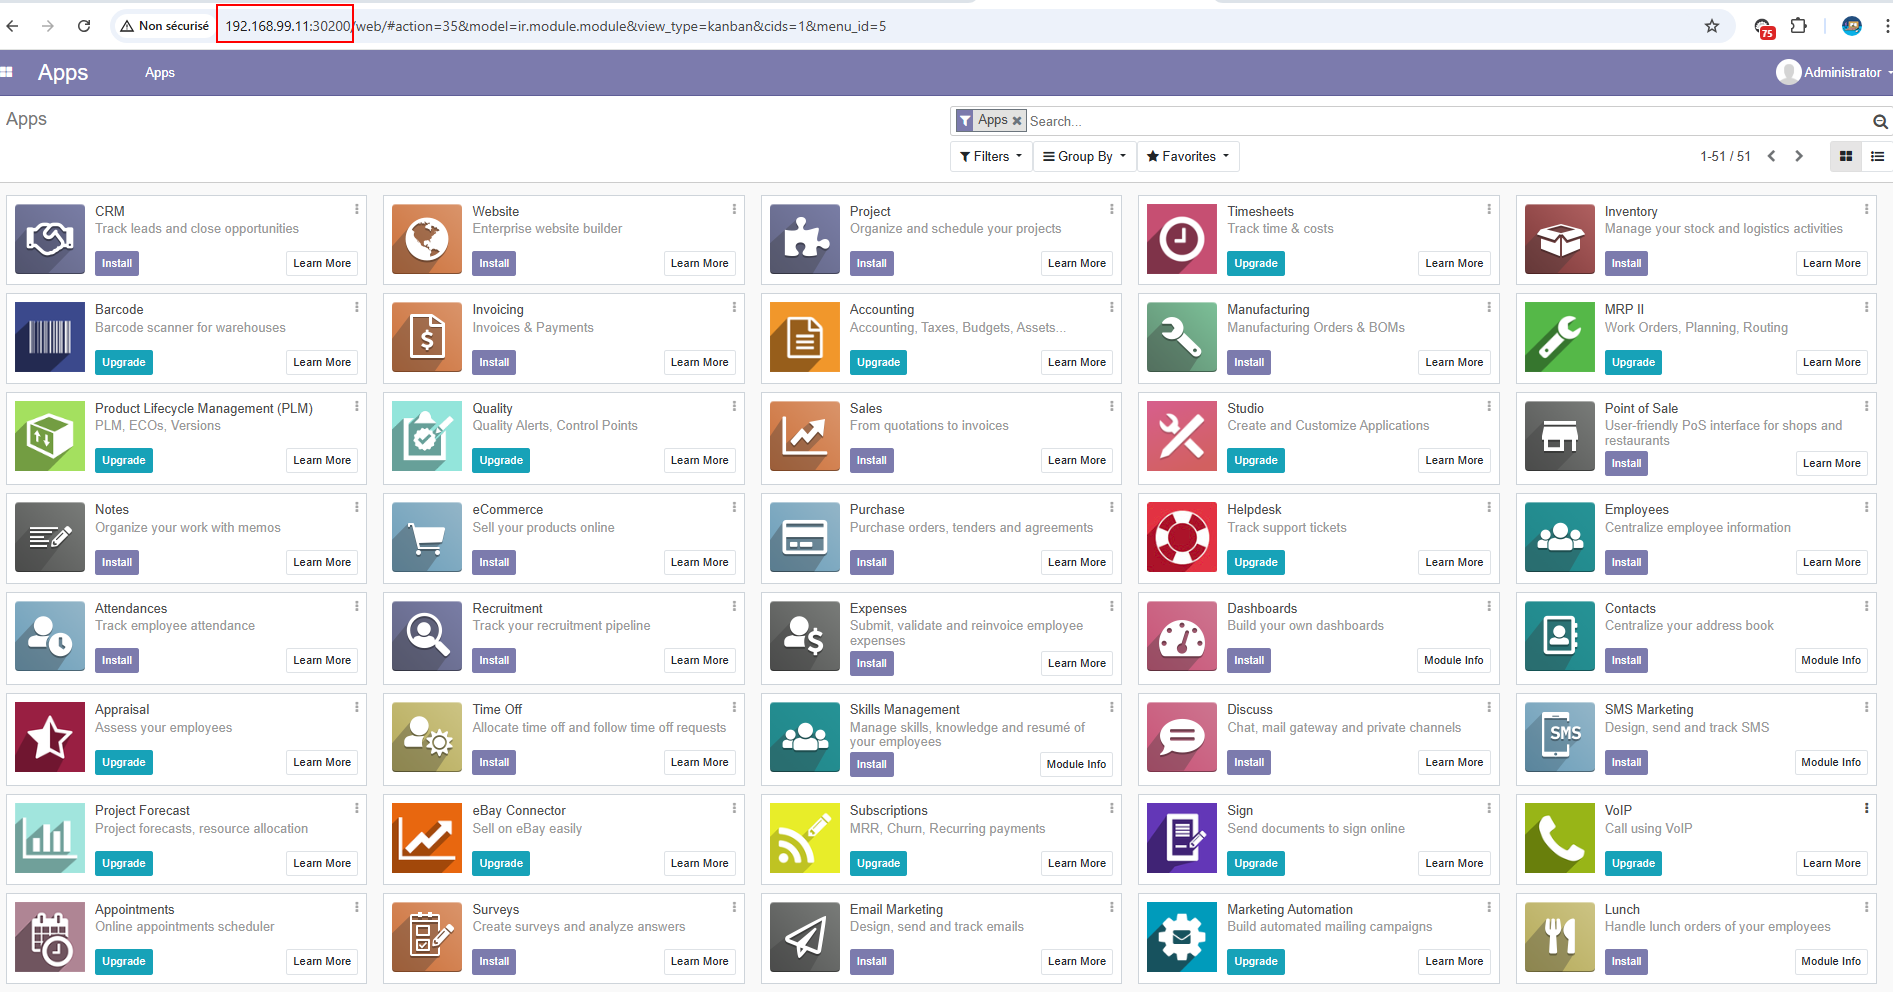 Non sécurisé 192.168.99.11:30200/web/#action=35&model=ir.module.module&view_type=kanban&cids=1&menu_id=5
75
Apps Apps Administrator
Apps
Apps Search...
Filters Group By Favorites 1-51 / 51
CRM
Track leads and close opportunities
Install Learn More
Website
Enterprise website builder
Install Learn More
Project
Organize and schedule your projects
Install Learn More
Timesheets
Track time & costs
Upgrade Learn More
Inventory
Manage your stock and logistics activities
Install Learn More
Barcode
Barcode scanner for warehouses
Upgrade Learn More
Invoicing
Invoices & Payments
Install Learn More
Accounting
Accounting, Taxes, Budgets, Assets...
Upgrade Learn More
Manufacturing
Manufacturing Orders & BOMs
Install Learn More
MRP II
Work Orders, Planning, Routing
Upgrade Learn More
Product Lifecycle Management (PLM)
PLM, ECOs, Versions
Upgrade Learn More
Quality
Quality Alerts, Control Points
Upgrade Learn More
Sales
From quotations to invoices
Install Learn More
Studio
Create and Customize Applications
Upgrade Learn More
Point of Sale
User-friendly PoS interface for shops and
restaurants
Install Learn More
Notes
Organize your work with memos
Install Learn More
eCommerce
Sell your products online
Install Learn More
Purchase
Purchase orders, tenders and agreements
Install Learn More
Helpdesk
Track support tickets
Upgrade Learn More
Employees
Centralize employee information
Install Learn More
Attendances
Track employee attendance
Install Learn More
Recruitment
Track your recruitment pipeline
Install Learn More
Expenses
Submit, validate and reinvoice employee
expenses
Install Learn More
Dashboards
Build your own dashboards
Install Module Info
Contacts
Centralize your address book
Install Module Info
Appraisal
Assess your employees
Upgrade Learn More
Time Off
Allocate time off and follow time off requests
Install Learn More
Skills Management
Manage skills, knowledge and resumé of
your employees
Install Module Info
Discuss
Chat, mail gateway and private channels
Install Learn More
SMS
SMS Marketing
Design, send and track SMS
Install Module Info
Project Forecast
Project forecasts, resource allocation
Upgrade Learn More
eBay Connector
Sell on eBay easily
Upgrade Learn More
Subscriptions
MRR, Churn, Recurring payments
Upgrade Learn More
Sign
Send documents to sign online
Upgrade Learn More
VoIP
Call using VoIP
Upgrade Learn More
Appointments
Online appointments scheduler
Upgrade Learn More
Surveys
Create surveys and analyze answers
Install Learn More
Email Marketing
Design, send and track emails
Install Learn More
Marketing Automation
Build automated mailing campaigns
Upgrade Learn More
Lunch
Handle lunch orders of your employees
Install Module Info